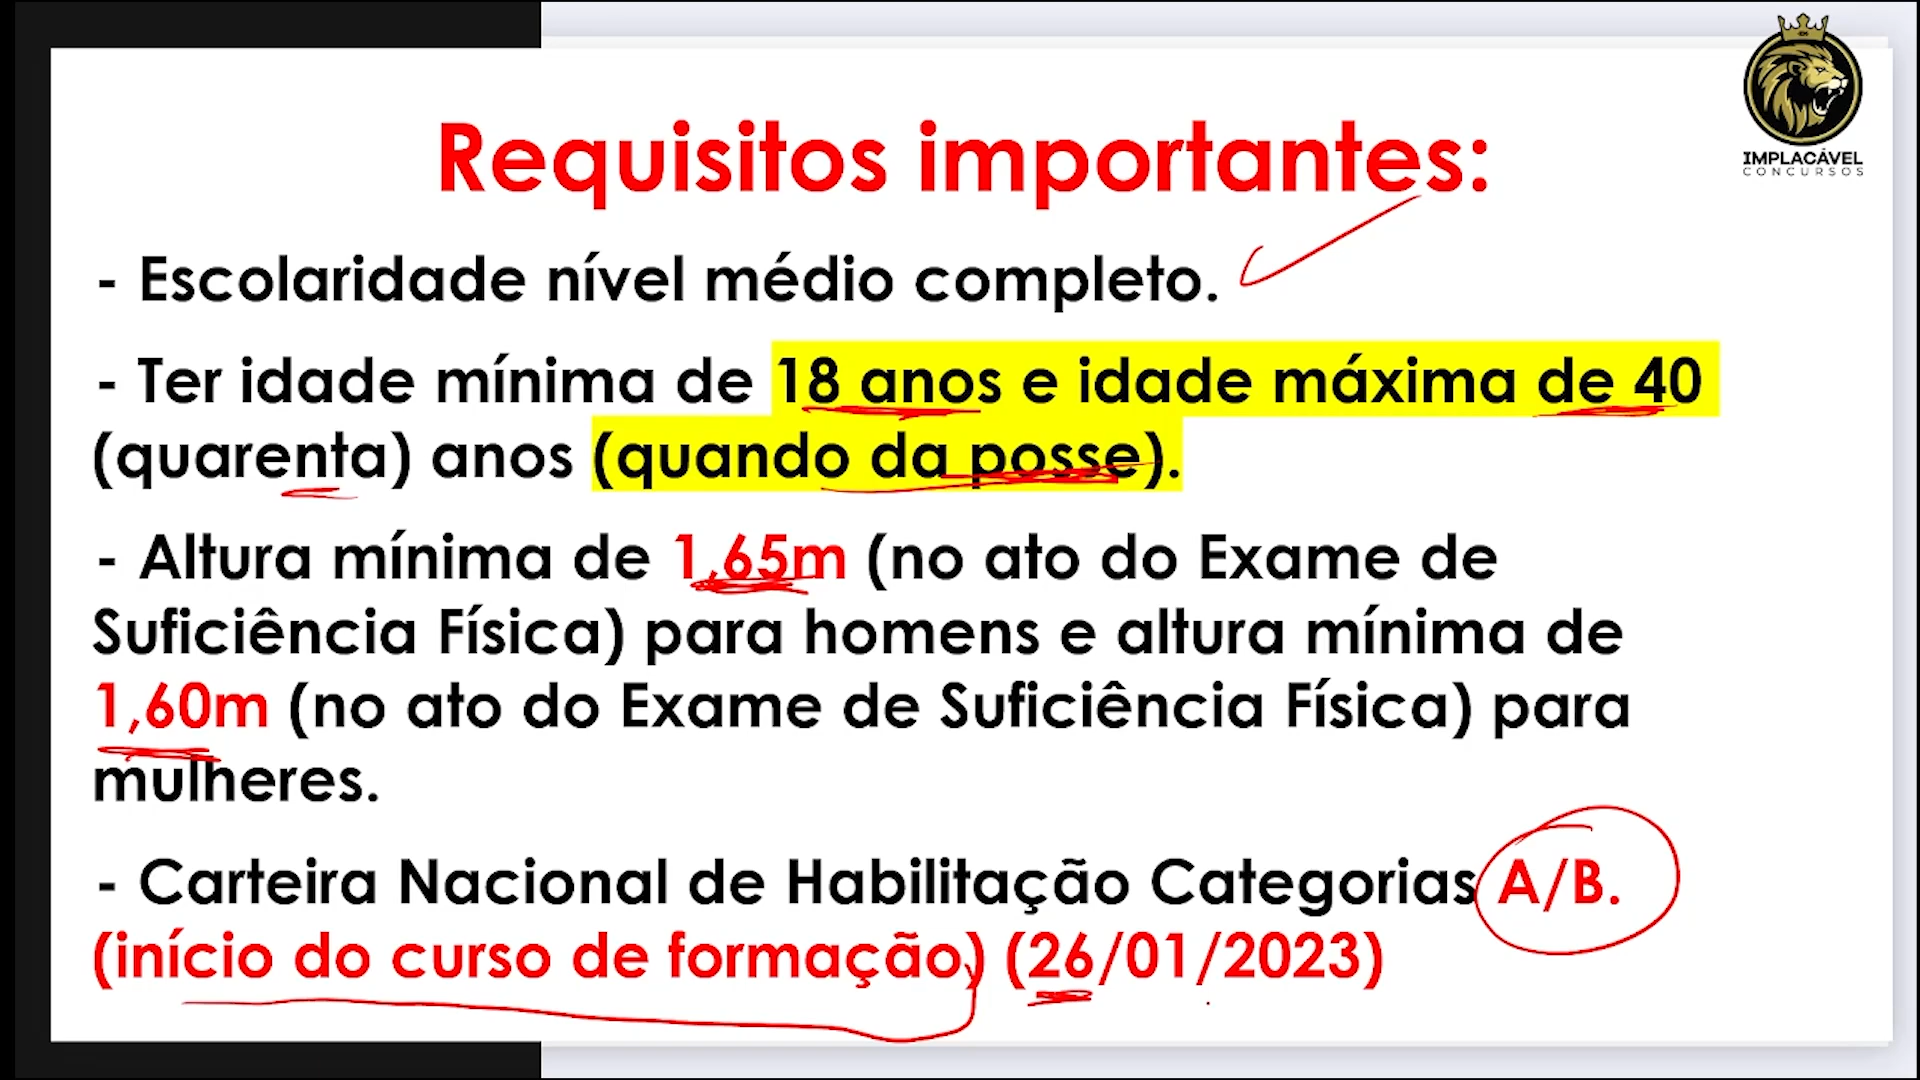 IMPLACÁVEL
CONCURSOS
Requisitos importantes:
- Escolaridade nível médio completo.
- Ter idade mínima de 18 anos e idade máxima de 40
(quarenta) anos (quando da posse).
- Altura mínima de 1,65m (no ato do Exame de
Suficiência Física) para homens e altura mínima de
1,60m (no ato do Exame de Suficiência Física) para
mulheres.
- Carteira Nacional de Habilitação Categorias A/B.
(início do curso de formação) (26/01/2023)